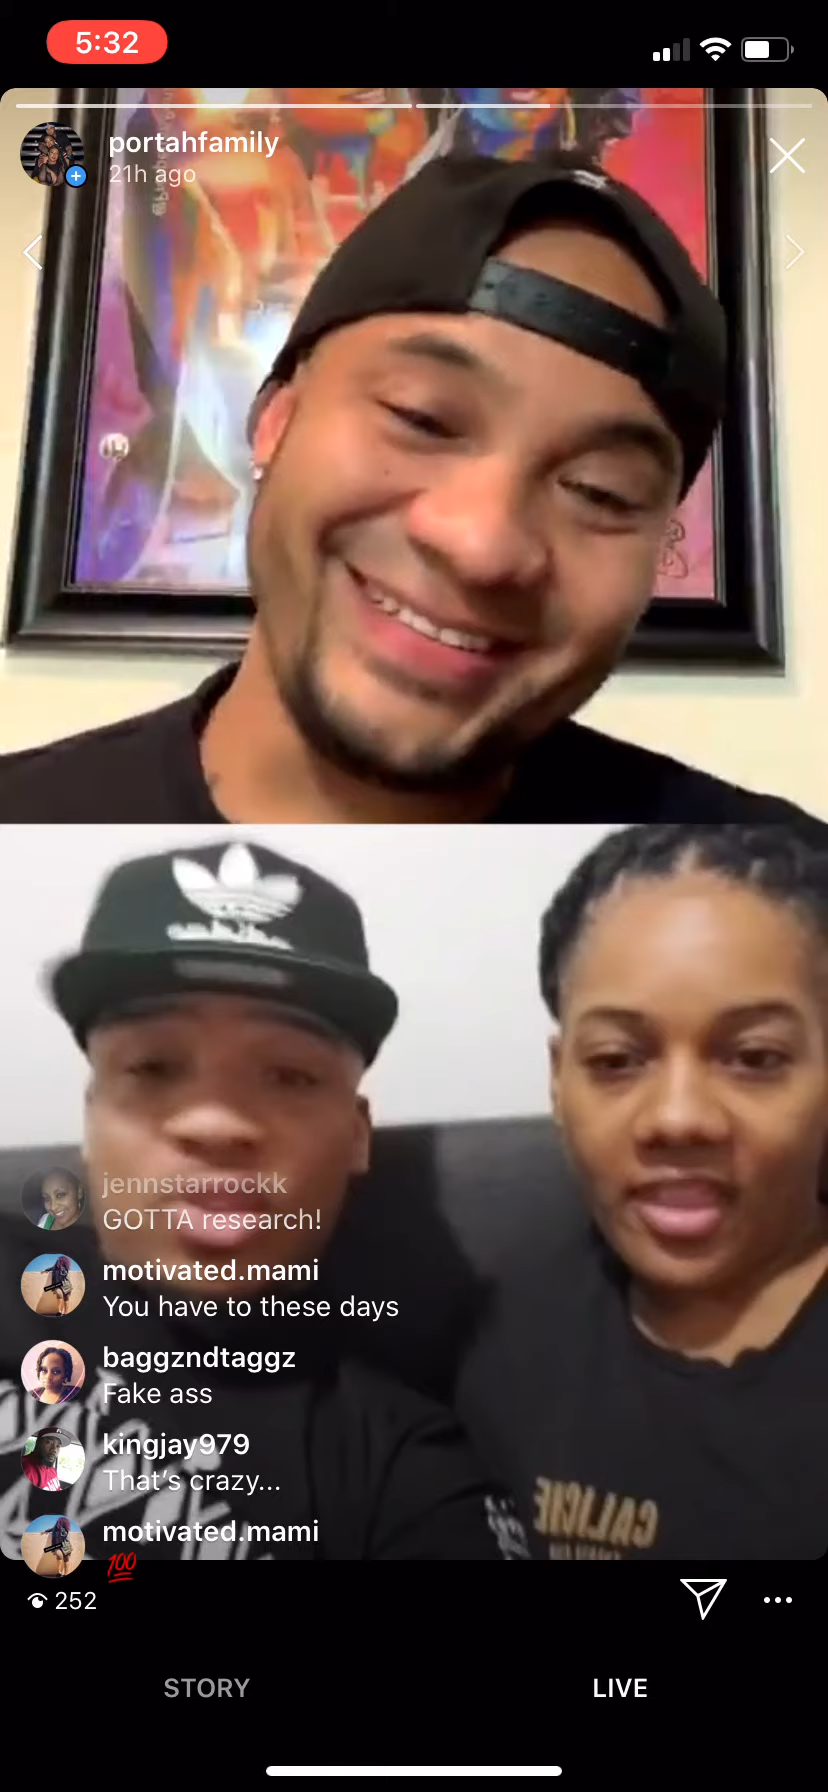 5:32
portahfamily
21h ago
jennstarrockk
GOTTA research!
motivated.mami
You have to these days
baggzndtaggz
Fake ass
kingjay979
That's crazy...
motivated.mami
💯
252
STORY
LIVE